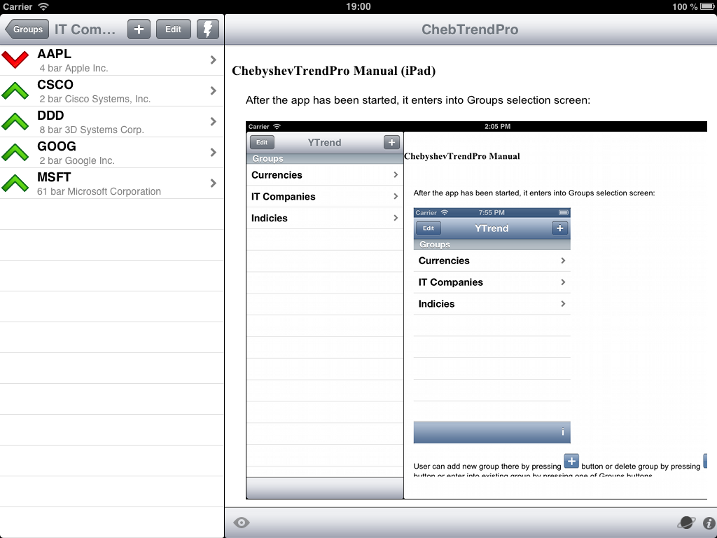 Carrier 19:00 100 %
Groups IT Com... + Edit
AAPL
4 bar Apple Inc.
CSCO
2 bar Cisco Systems, Inc.
DDD
8 bar 3D Systems Corp.
GOOG
2 bar Google Inc.
MSFT
61 bar Microsoft Corporation
ChebTrendPro
ChebyshevTrendPro Manual (iPad)
After the app has been started, it enters into Groups selection screen:
Carrier 2:05 PM
Edit YTrend +
Groups
Currencies
IT Companies
Indicies
ChebyshevTrendPro Manual
After the app has been started, it enters into Groups selection screen:
Carrier 7:55 PM
Edit YTrend +
Groups
Currencies
IT Companies
Indicies
i
User can add new group there by pressing + button or delete group by pressing
button or enter into existing group by pressing one of Groups buttons
i